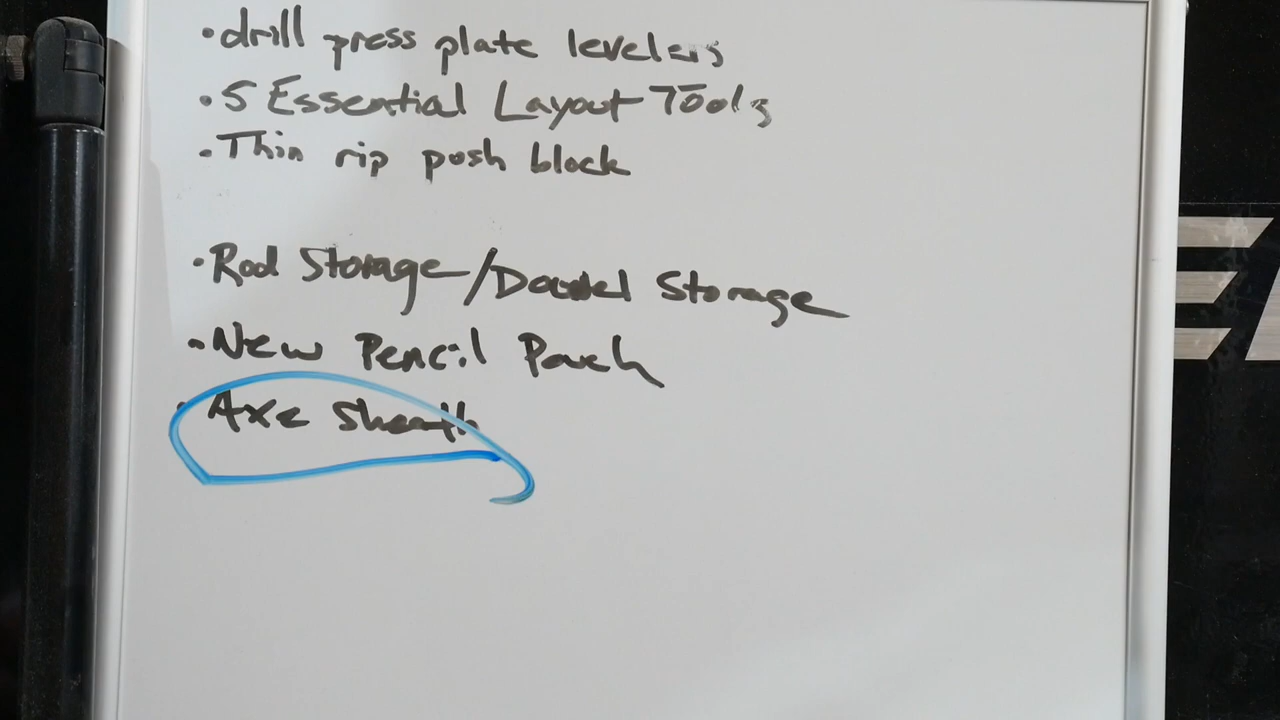 •drill press plate levelers
•5 Essential Layout Tools
•Thin rip push block
•Rod Storage/Dowel Storage
•New Pencil Pouch
•Axe Sheath